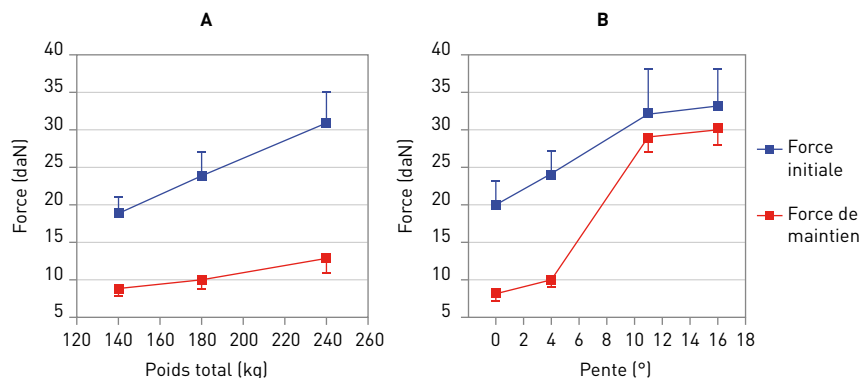 A
B
40
35
30
25
20
15
10
5
Force (daN)
120 140 160 180 200 220 240 260
Poids total (kg)
40
35
30
25
20
15
10
5
Force (daN)
0 2 4 6 8 10 12 14 16 18
Pente (°)
Force
initiale
Force de
maintien